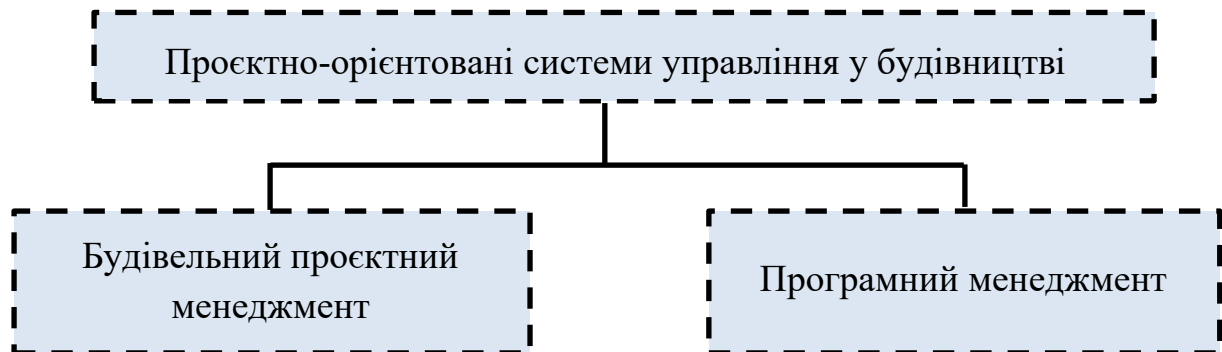 Проєктно-орієнтовані системи управління у будівництві
Будівельний проєктний
менеджмент
Програмний менеджмент